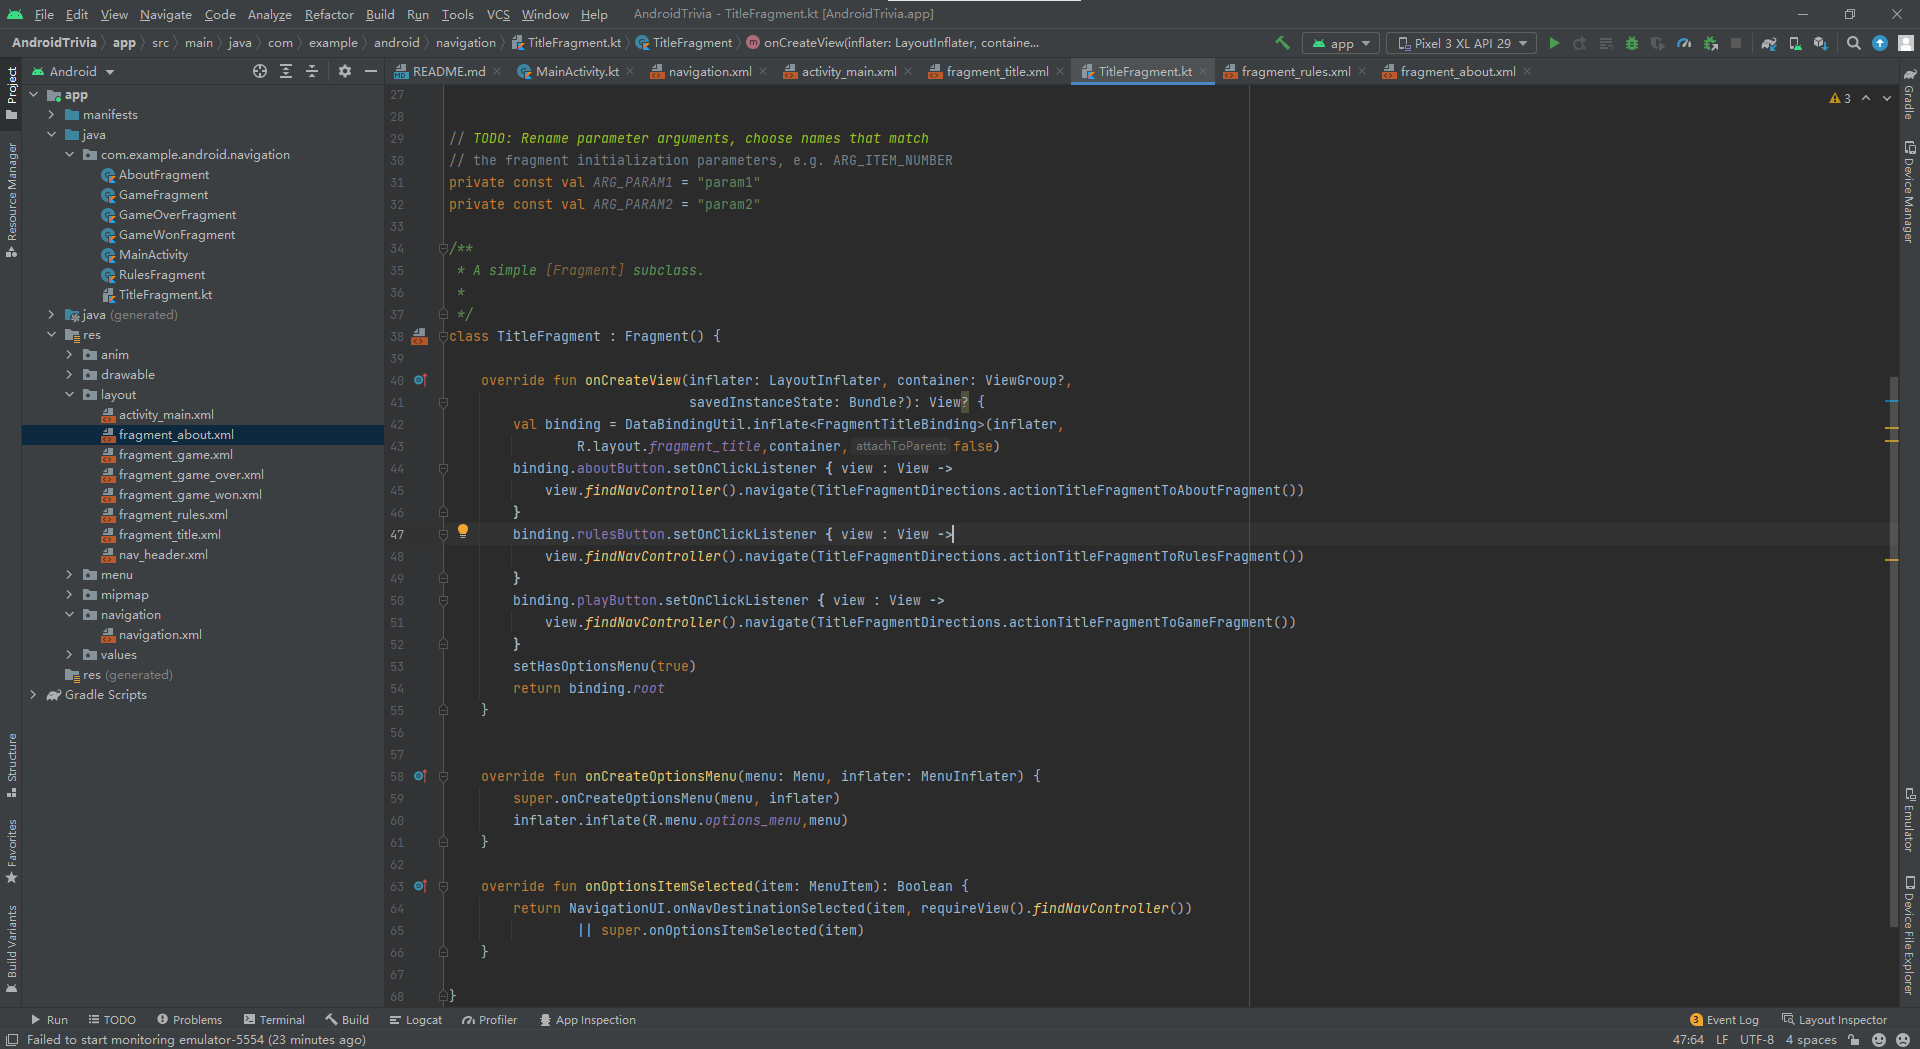 File Edit View Navigate Code Analyze Refactor Build Run Tools VCS Window Help AndroidTrivia - TitleFragment.kt [AndroidTrivia.app]
AndroidTrivia app src main java com example android navigation TitleFragment.kt TitleFragment onCreateView(inflater: LayoutInflater, containe... app Pixel 3 XL API 29
Android README.md MainActivity.kt navigation.xml activity_main.xml fragment_title.xml TitleFragment.kt fragment_rules.xml fragment_about.xml
Project
Resource Manager
Structure
Favorites
Build Variants
app
manifests
java
com.example.android.navigation
AboutFragment
GameFragment
GameOverFragment
GameWonFragment
MainActivity
RulesFragment
TitleFragment.kt
java (generated)
res
anim
drawable
layout
activity_main.xml
fragment_about.xml
fragment_game.xml
fragment_game_over.xml
fragment_game_won.xml
fragment_rules.xml
fragment_title.xml
nav_header.xml
menu
mipmap
navigation
navigation.xml
values
res (generated)
Gradle Scripts
3
27
28
29 // TODO: Rename parameter arguments, choose names that match
30 // the fragment initialization parameters, e.g. ARG_ITEM_NUMBER
31 private const val ARG_PARAM1 = "param1"
32 private const val ARG_PARAM2 = "param2"
33
34 /**
35 * A simple [Fragment] subclass.
36 *
37 */
38 class TitleFragment : Fragment() {
39
40 override fun onCreateView(inflater: LayoutInflater, container: ViewGroup?,
41 savedInstanceState: Bundle?): View? {
42 val binding = DataBindingUtil.inflate<FragmentTitleBinding>(inflater,
43 R.layout.fragment_title,container, attachToParent: false)
44 binding.aboutButton.setOnClickListener { view : View ->
45 view.findNavController().navigate(TitleFragmentDirections.actionTitleFragmentToAboutFragment())
46 }
47 binding.rulesButton.setOnClickListener { view : View ->
48 view.findNavController().navigate(TitleFragmentDirections.actionTitleFragmentToRulesFragment())
49 }
50 binding.playButton.setOnClickListener { view : View ->
51 view.findNavController().navigate(TitleFragmentDirections.actionTitleFragmentToGameFragment())
52 }
53 setHasOptionsMenu(true)
54 return binding.root
55 }
56
57
58 override fun onCreateOptionsMenu(menu: Menu, inflater: MenuInflater) {
59 super.onCreateOptionsMenu(menu, inflater)
60 inflater.inflate(R.menu.options_menu,menu)
61 }
62
63 override fun onOptionsItemSelected(item: MenuItem): Boolean {
64 return NavigationUI.onNavDestinationSelected(item, requireView().findNavController())
65 || super.onOptionsItemSelected(item)
66 }
67
68 }
Gradle
Device Manager
Emulator
Device File Explorer
Run TODO Problems Terminal Build Logcat Profiler App Inspection 3 Event Log Layout Inspector
Failed to start monitoring emulator-5554 (23 minutes ago) 47:64 LF UTF-8 4 spaces